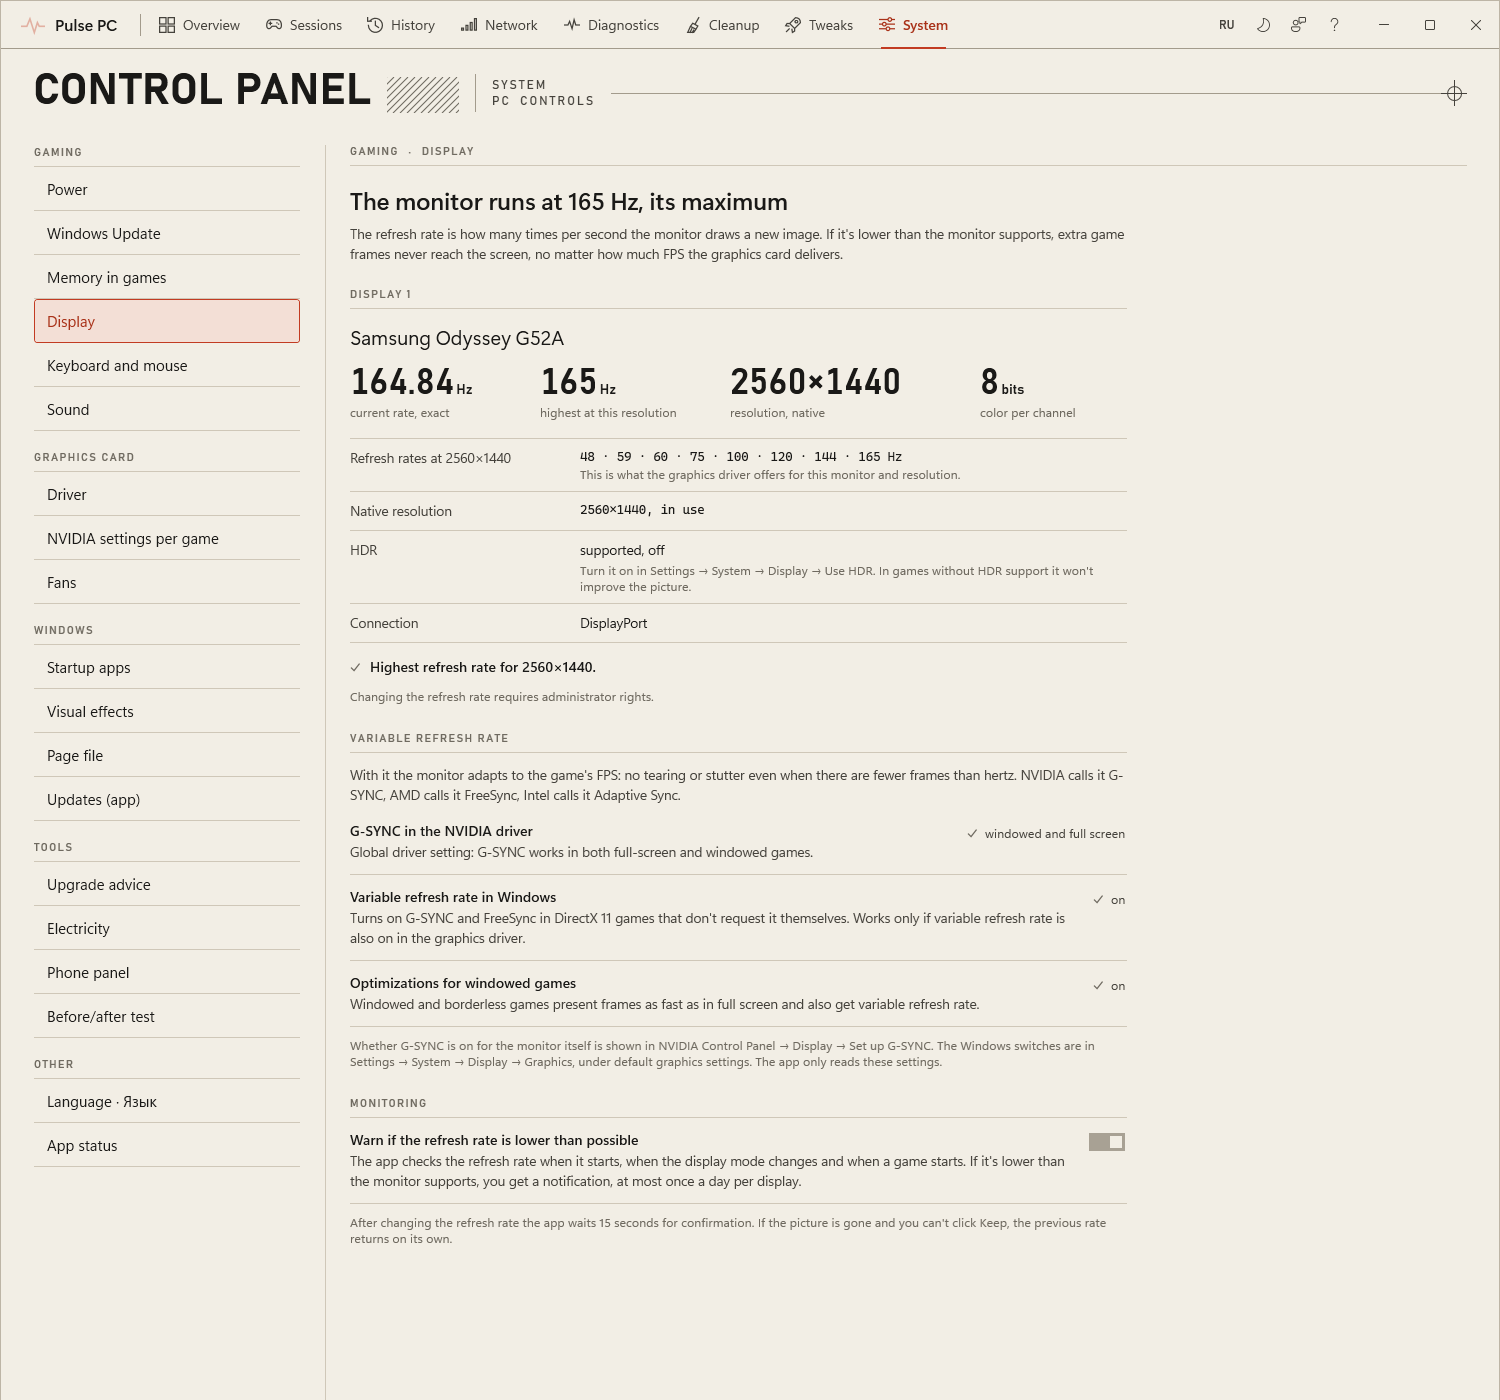 Pulse PC
Overview
Sessions
History
Network
Diagnostics
Cleanup
Tweaks
System
RU
?
CONTROL PANEL
SYSTEM
PC CONTROLS
GAMING
Power
Windows Update
Memory in games
Display
Keyboard and mouse
Sound
GRAPHICS CARD
Driver
NVIDIA settings per game
Fans
WINDOWS
Startup apps
Visual effects
Page file
Updates (app)
TOOLS
Upgrade advice
Electricity
Phone panel
Before/after test
OTHER
Language · Язык
App status
GAMING · DISPLAY
The monitor runs at 165 Hz, its maximum
The refresh rate is how many times per second the monitor draws a new image. If it's lower than the monitor supports, extra game
frames never reach the screen, no matter how much FPS the graphics card delivers.
DISPLAY 1
Samsung Odyssey G52A
164.84 Hz
current rate, exact
165 Hz
highest at this resolution
2560×1440
resolution, native
8 bits
color per channel
Refresh rates at 2560×1440
48 · 59 · 60 · 75 · 100 · 120 · 144 · 165 Hz
This is what the graphics driver offers for this monitor and resolution.
Native resolution
2560×1440, in use
HDR
supported, off
Turn it on in Settings → System → Display → Use HDR. In games without HDR support it won't
improve the picture.
Connection
DisplayPort
Highest refresh rate for 2560×1440.
Changing the refresh rate requires administrator rights.
VARIABLE REFRESH RATE
With it the monitor adapts to the game's FPS: no tearing or stutter even when there are fewer frames than hertz. NVIDIA calls it G-
SYNC, AMD calls it FreeSync, Intel calls it Adaptive Sync.
G-SYNC in the NVIDIA driver
windowed and full screen
Global driver setting: G-SYNC works in both full-screen and windowed games.
Variable refresh rate in Windows
on
Turns on G-SYNC and FreeSync in DirectX 11 games that don't request it themselves. Works only if variable refresh rate is
also on in the graphics driver.
Optimizations for windowed games
on
Windowed and borderless games present frames as fast as in full screen and also get variable refresh rate.
Whether G-SYNC is on for the monitor itself is shown in NVIDIA Control Panel → Display → Set up G-SYNC. The Windows switches are in
Settings → System → Display → Graphics, under default graphics settings. The app only reads these settings.
MONITORING
Warn if the refresh rate is lower than possible
The app checks the refresh rate when it starts, when the display mode changes and when a game starts. If it's lower than
the monitor supports, you get a notification, at most once a day per display.
After changing the refresh rate the app waits 15 seconds for confirmation. If the picture is gone and you can't click Keep, the previous rate
returns on its own.